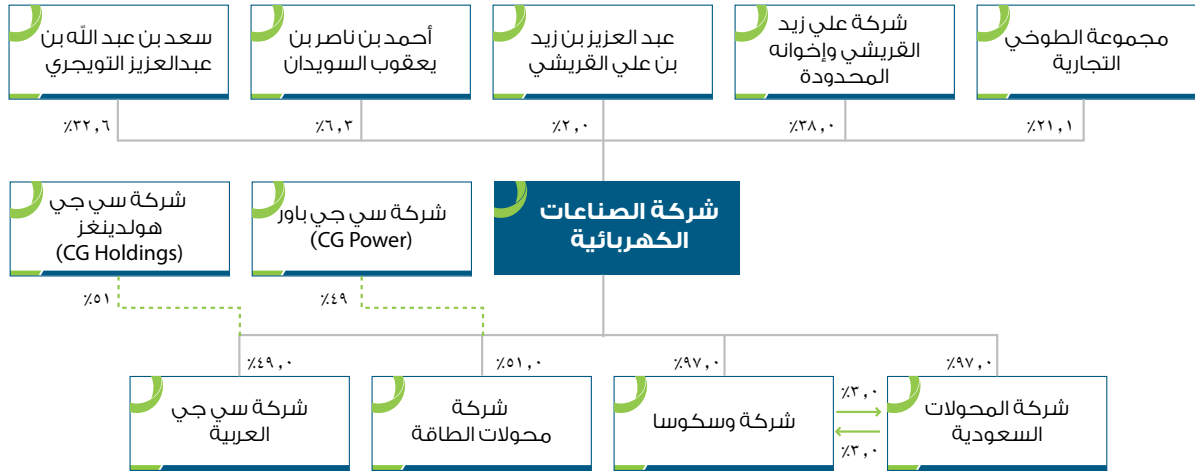 مجموعة الطوخي
التجارية
شركة علي زيد
القريشي وإخوانه
المحدودة
عبد العزيز بن زيد
بن علي القريشي
أحمد بن ناصر بن
يعقوب السويدان
سعد بن عبد الله بن
عبدالعزيز التويجري
٪٢١,١
٪٣٨,٠
٪٢,٠
٪٦,٣
٪٣٢,٦
شركة الصناعات
الكهربائية
شركة سي جي باور
(CG Power)
شركة سي جي
هولدينغز
(CG Holdings)
٪٤٩
٪٥١
٪٩٧,٠
٪٩٧,٠
٪٥١,٠
٪٤٩,٠
شركة المحولات
السعودية
٪٣,٠
٪٣,٠
شركة وسكوسا
شركة
محولات الطاقة
شركة سي جي
العربية